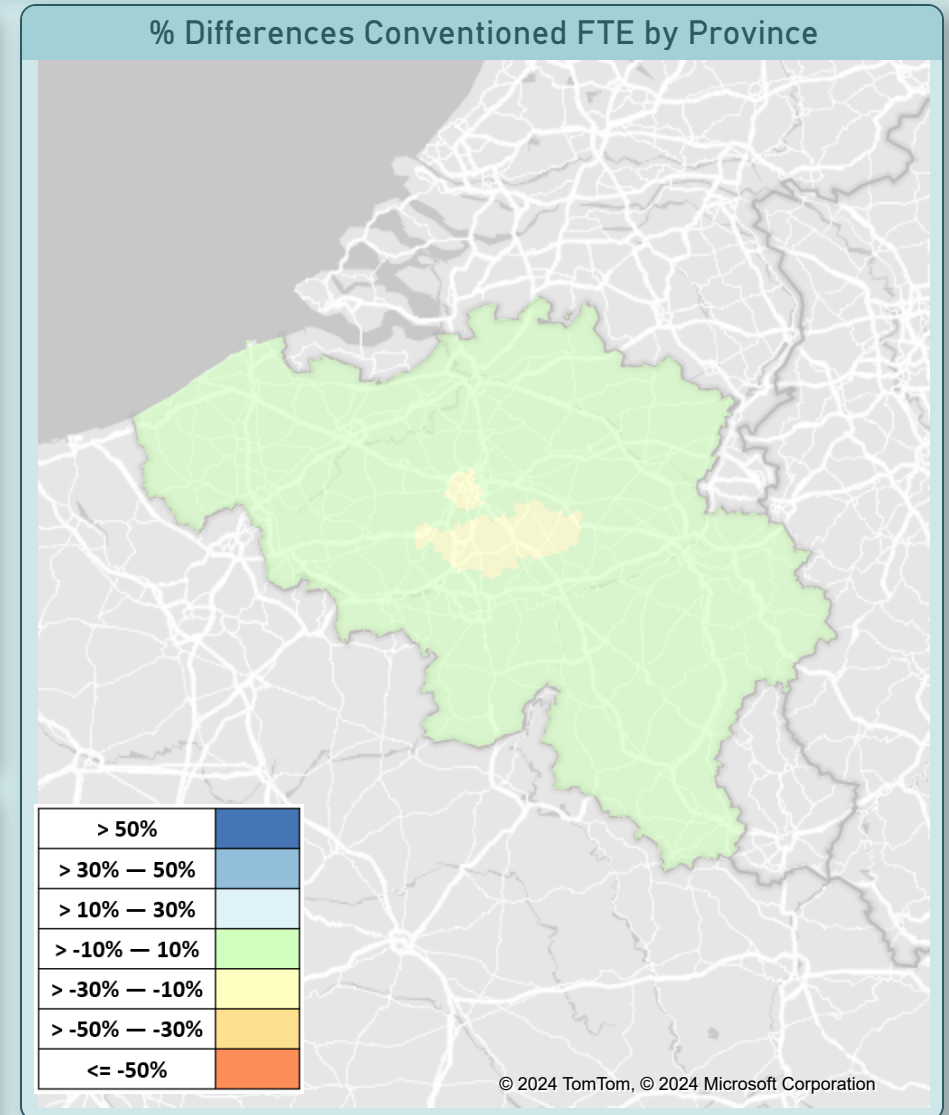 % Differences Conventioned FTE by Province
> 50%
> 30% — 50%
> 10% — 30%
> -10% — 10%
> -30% — -10%
> -50% — -30%
<= -50%
© 2024 TomTom, © 2024 Microsoft Corporation